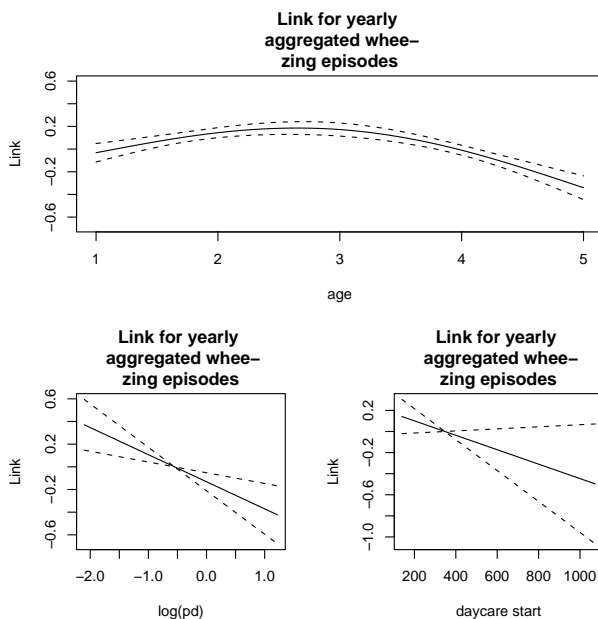 Link for yearly
aggregated whee−
zing episodes
0.6
0.2
−0.2
−0.6
Link
1 2 3 4 5
age
Link for yearly
aggregated whee−
zing episodes
0.6
0.2
−0.2
−0.6
Link
−2.0 −1.0 0.0 1.0
log(pd)
Link for yearly
aggregated whee−
zing episodes
0.2
−0.2
−0.6
−1.0
Link
200 400 600 800 1000
daycare start